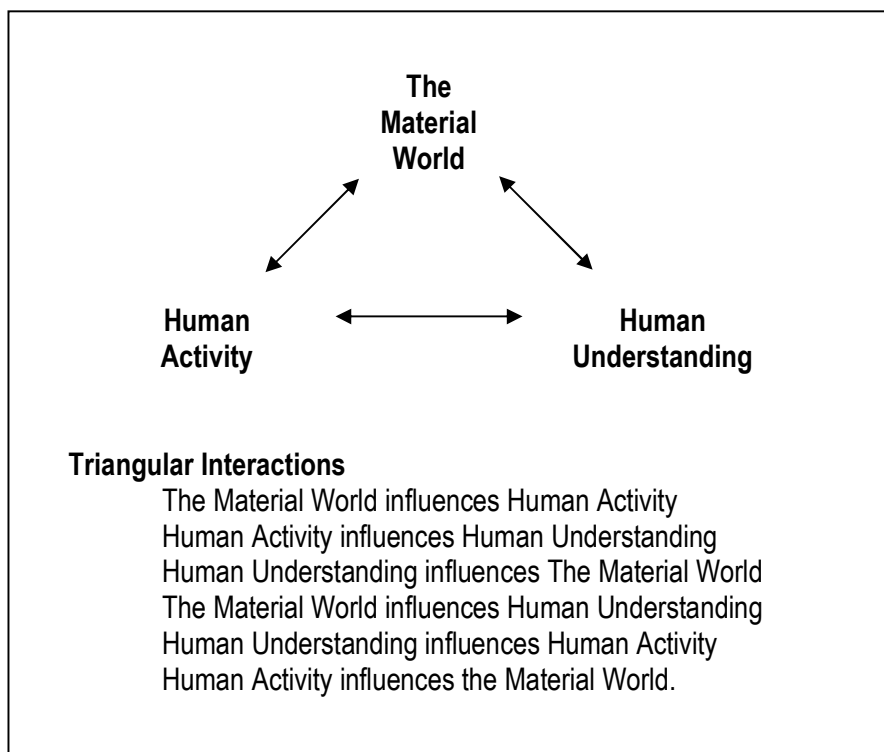 The
Material
World
Human
Activity
Human
Understanding
Triangular Interactions
The Material World influences Human Activity
Human Activity influences Human Understanding
Human Understanding influences The Material World
The Material World influences Human Understanding
Human Understanding influences Human Activity
Human Activity influences the Material World.